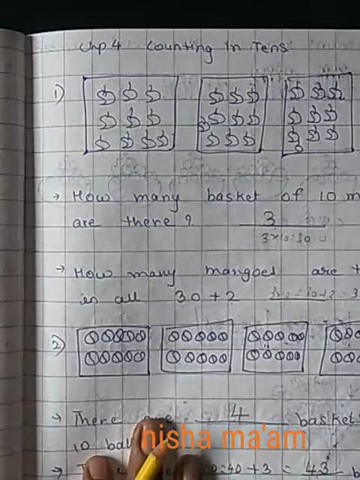 Chp.4 Counting In Tens
1)
→ How many basket of 10 m
are there? 3
3×10=30
→ How many mangoes are t
in all 30+2
2)
→ There are 4 basket
10 bal
nisha ma'am
=40+3 = 43 b